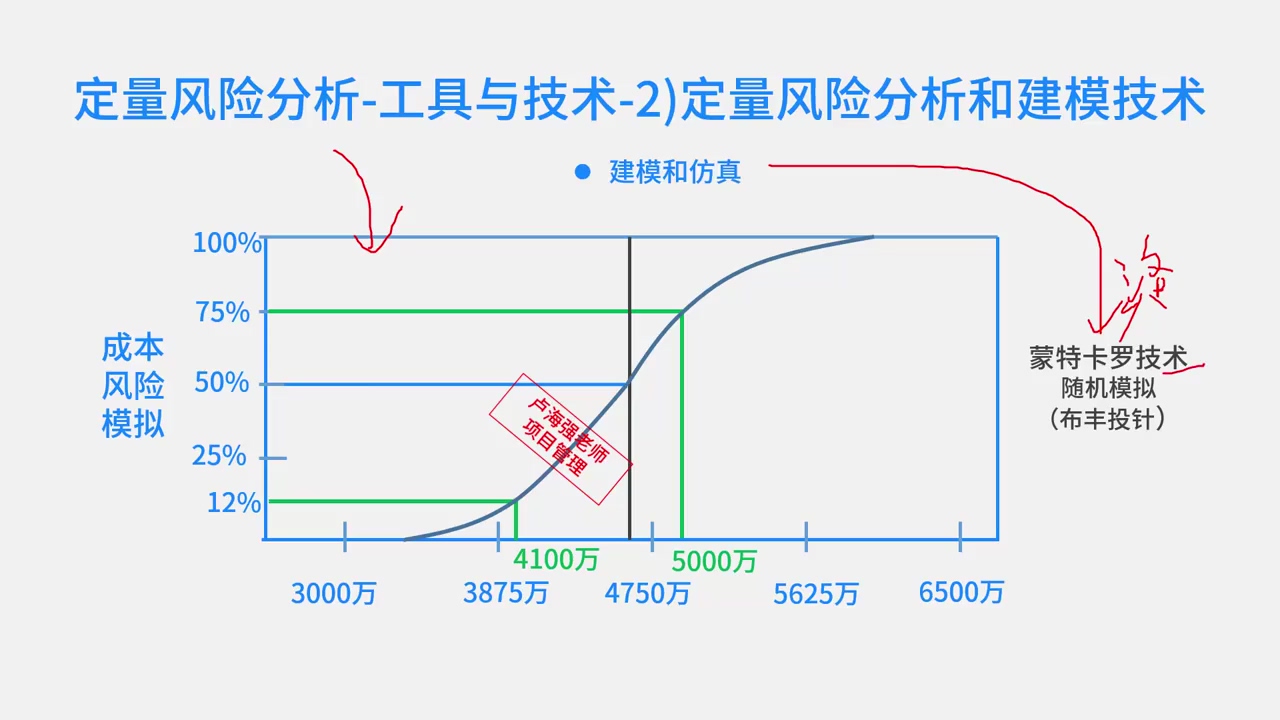 定量风险分析-工具与技术-2)定量风险分析和建模技术
● 建模和仿真
100%
75%
50%
25%
12%
成本
风险
模拟
卢海强老师
项目管理
蒙特卡罗技术
随机模拟
（布丰投针）
4100万
5000万
3000万
3875万
4750万
5625万
6500万